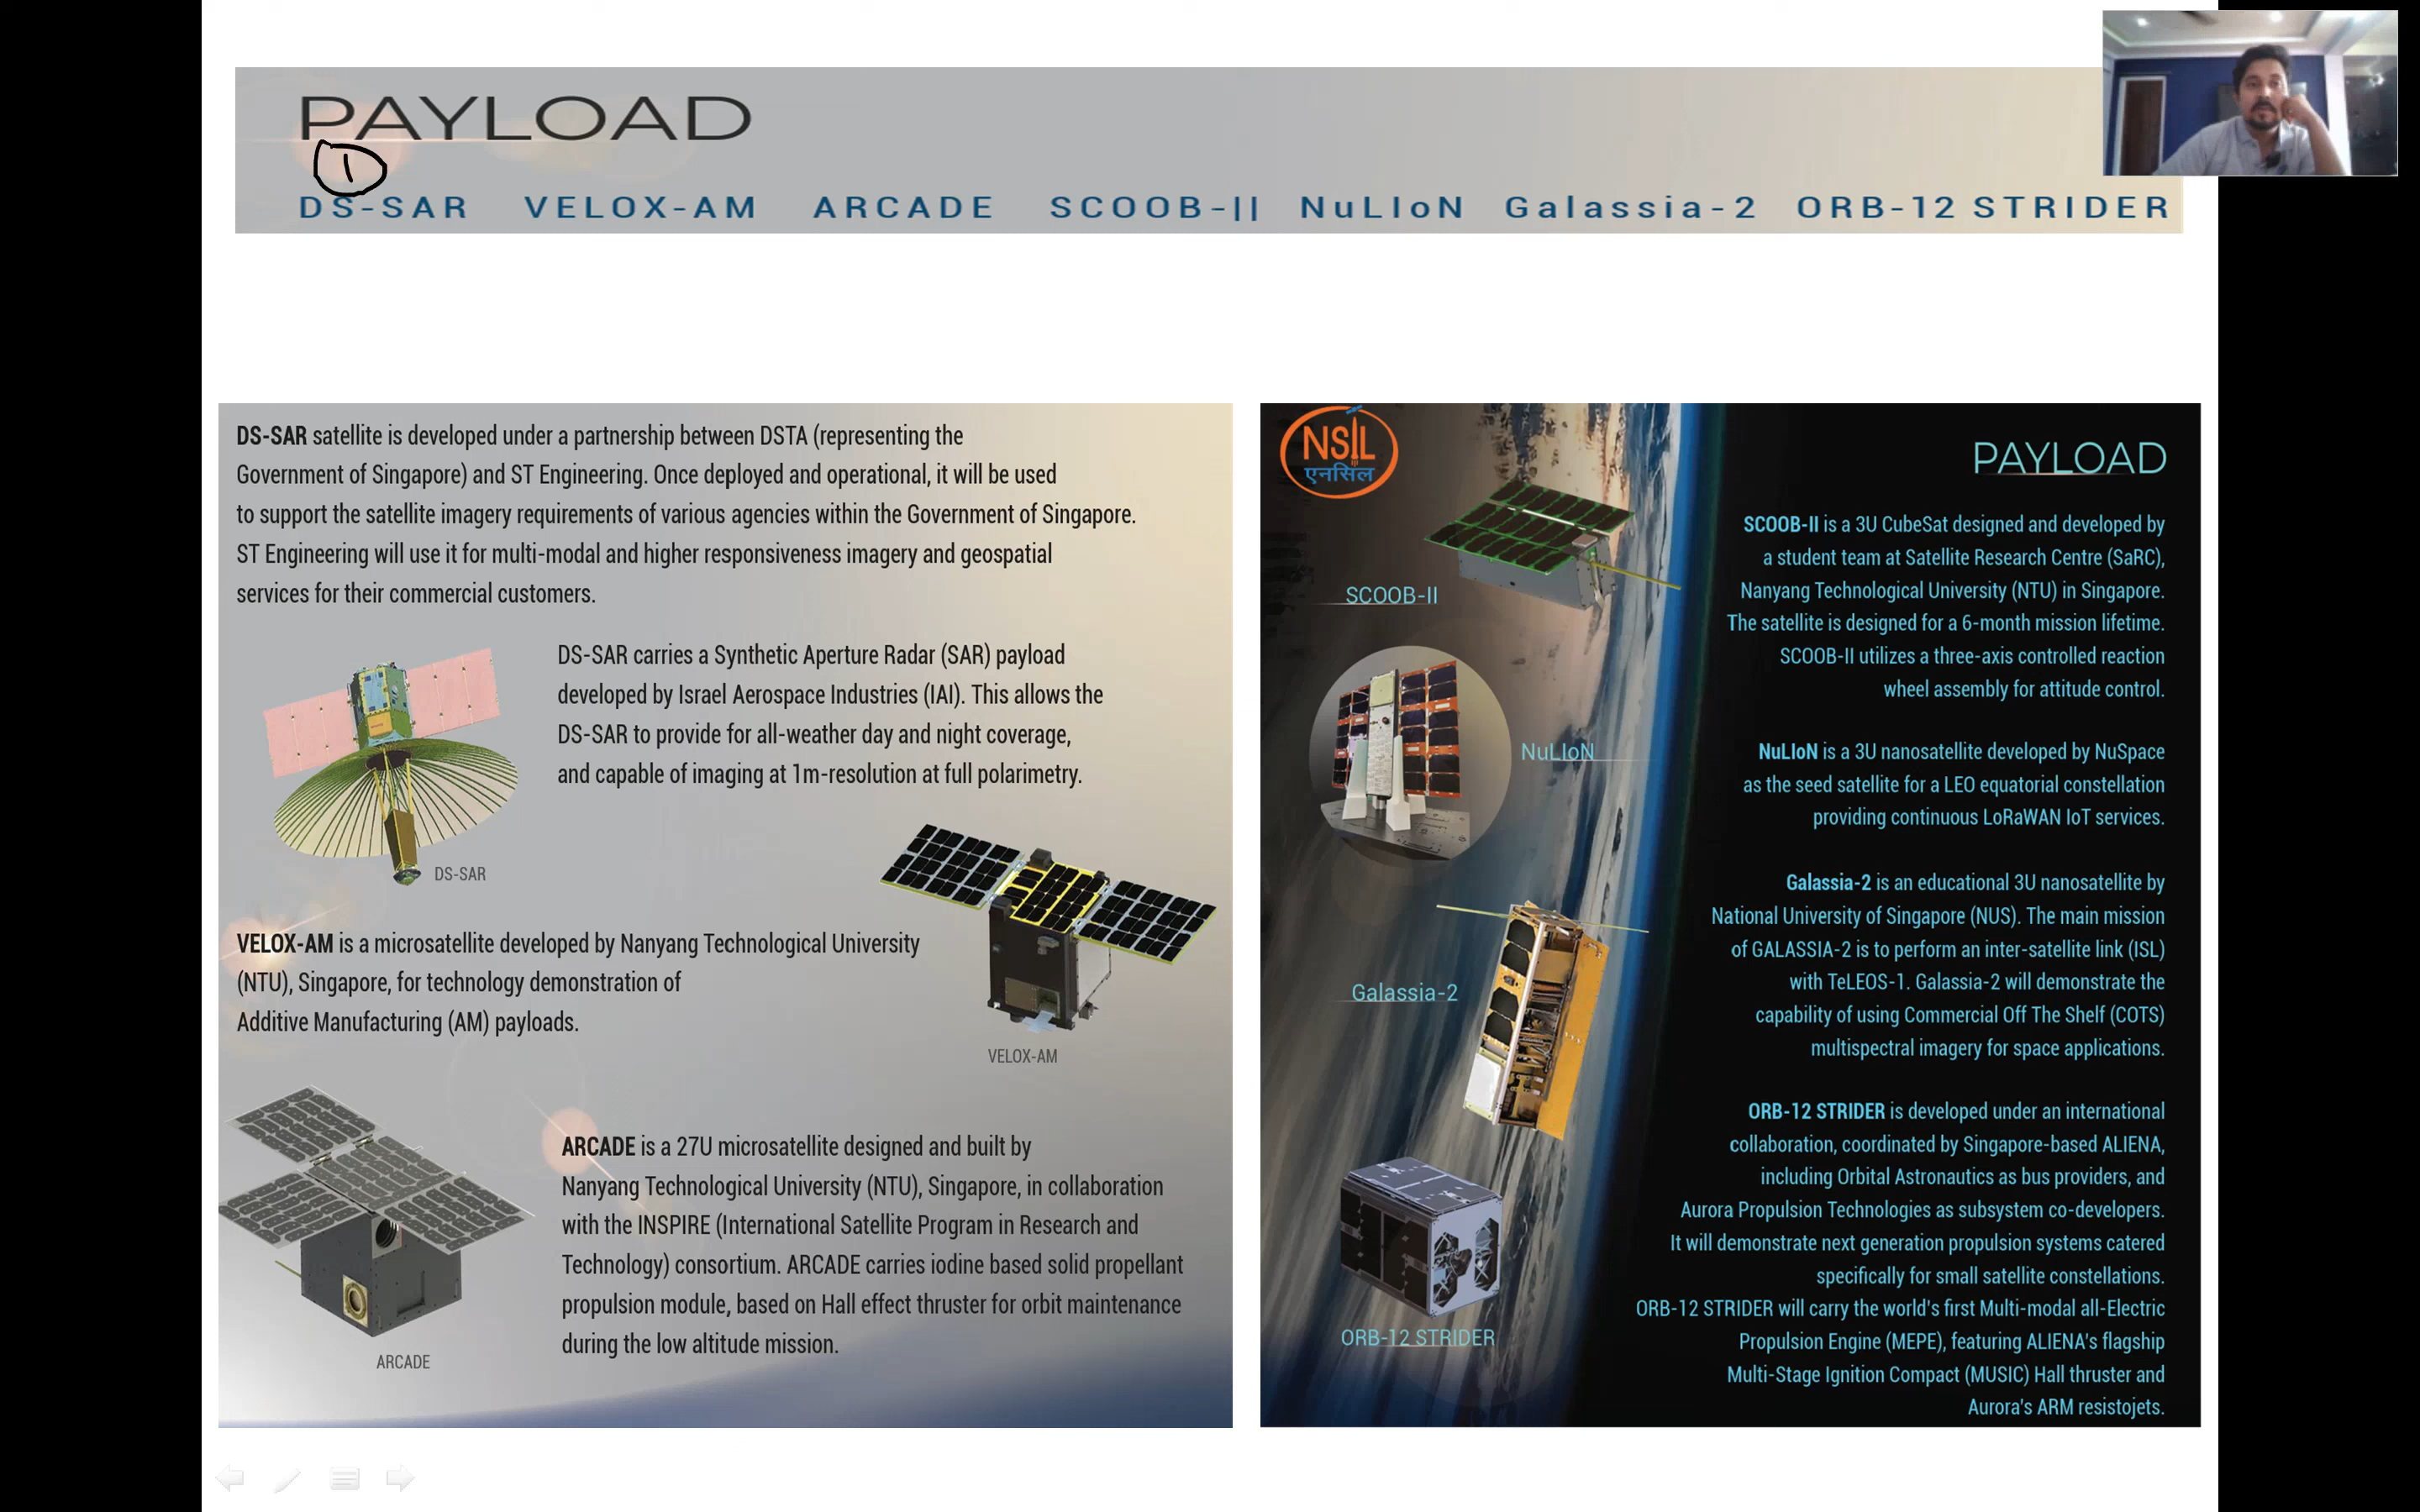 PAYLOAD
1
DS-SAR VELOX-AM ARCADE SCOOB-II NuLIoN Galassia-2 ORB-12 STRIDER
DS-SAR satellite is developed under a partnership between DSTA (representing the
Government of Singapore) and ST Engineering. Once deployed and operational, it will be used
to support the satellite imagery requirements of various agencies within the Government of Singapore.
ST Engineering will use it for multi-modal and higher responsiveness imagery and geospatial
services for their commercial customers.
DS-SAR carries a Synthetic Aperture Radar (SAR) payload
developed by Israel Aerospace Industries (IAI). This allows the
DS-SAR to provide for all-weather day and night coverage,
and capable of imaging at 1m-resolution at full polarimetry.
DS-SAR
VELOX-AM is a microsatellite developed by Nanyang Technological University
(NTU), Singapore, for technology demonstration of
Additive Manufacturing (AM) payloads.
VELOX-AM
ARCADE is a 27U microsatellite designed and built by
Nanyang Technological University (NTU), Singapore, in collaboration
with the INSPIRE (International Satellite Program in Research and
Technology) consortium. ARCADE carries iodine based solid propellant
propulsion module, based on Hall effect thruster for orbit maintenance
during the low altitude mission.
ARCADE
NSIL
एनसिल
PAYLOAD
SCOOB-II is a 3U CubeSat designed and developed by
a student team at Satellite Research Centre (SaRC),
Nanyang Technological University (NTU) in Singapore.
The satellite is designed for a 6-month mission lifetime.
SCOOB-II utilizes a three-axis controlled reaction
wheel assembly for attitude control.
SCOOB-II
NuLIoN is a 3U nanosatellite developed by NuSpace
as the seed satellite for a LEO equatorial constellation
providing continuous LoRaWAN IoT services.
NuLIoN
Galassia-2 is an educational 3U nanosatellite by
National University of Singapore (NUS). The main mission
of GALASSIA-2 is to perform an inter-satellite link (ISL)
with TeLEOS-1. Galassia-2 will demonstrate the
capability of using Commercial Off The Shelf (COTS)
multispectral imagery for space applications.
Galassia-2
ORB-12 STRIDER is developed under an international
collaboration, coordinated by Singapore-based ALIENA,
including Orbital Astronautics as bus providers, and
Aurora Propulsion Technologies as subsystem co-developers.
It will demonstrate next generation propulsion systems catered
specifically for small satellite constellations.
ORB-12 STRIDER will carry the world's first Multi-modal all-Electric
Propulsion Engine (MEPE), featuring ALIENA's flagship
Multi-Stage Ignition Compact (MUSIC) Hall thruster and
Aurora's ARM resistojets.
ORB-12 STRIDER